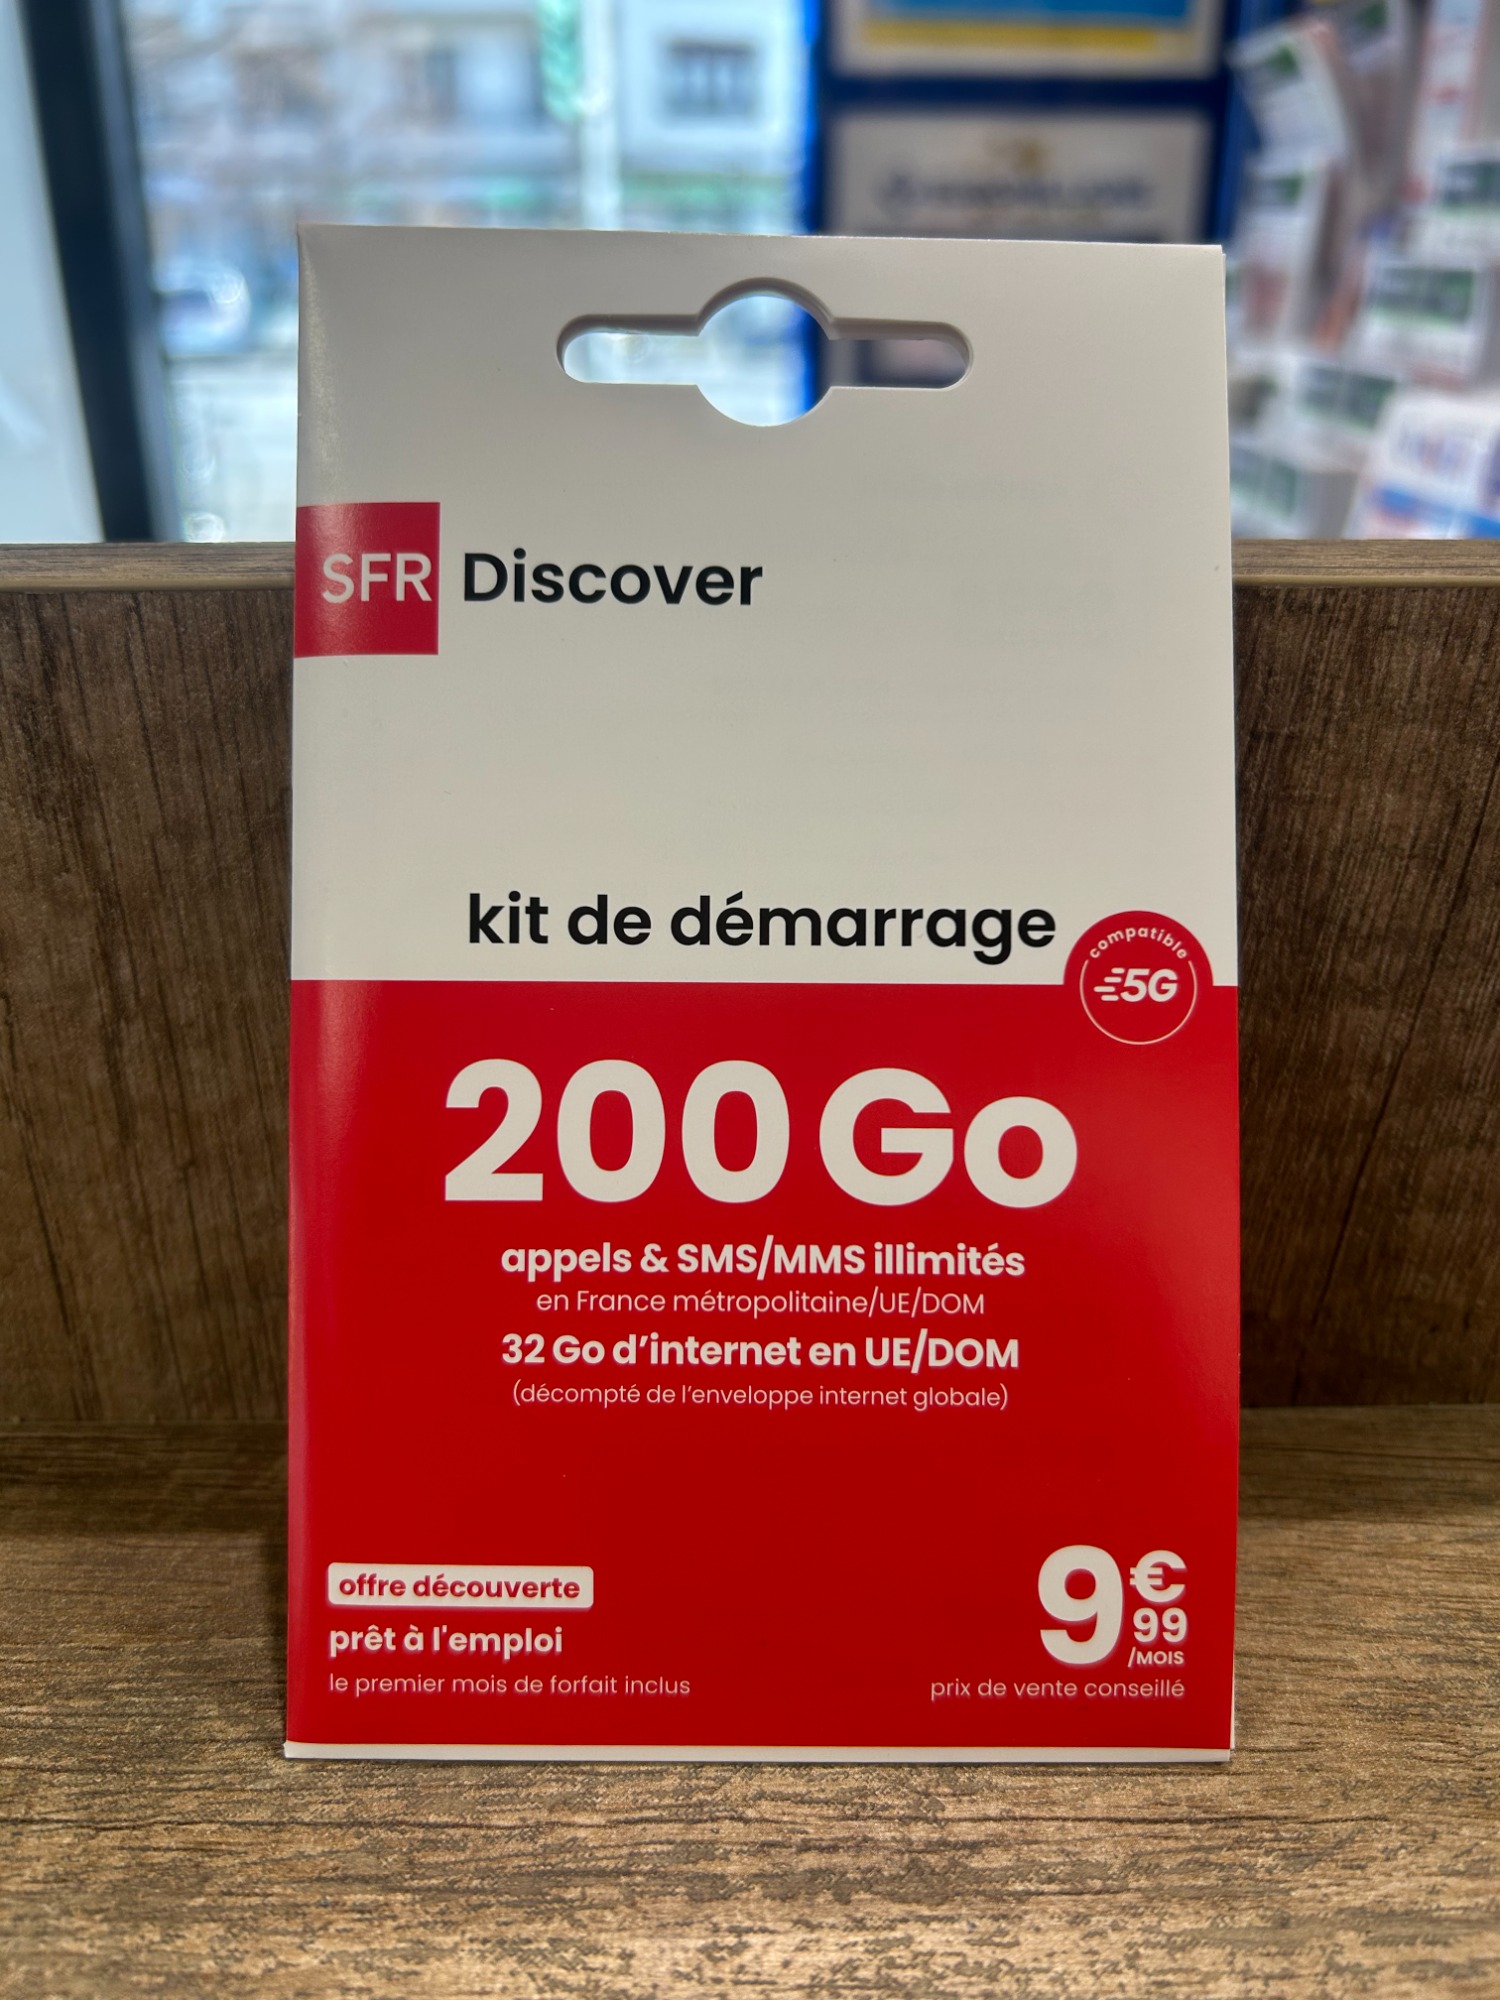 SFR Discover
kit de démarrage
compatible
5G
200 Go
appels & SMS/MMS illimités
en France métropolitaine/UE/DOM
32 Go d'internet en UE/DOM
(décompté de l'enveloppe internet globale)
offre découverte
prêt à l'emploi
le premier mois de forfait inclus
9€99
/MOIS
prix de vente conseillé